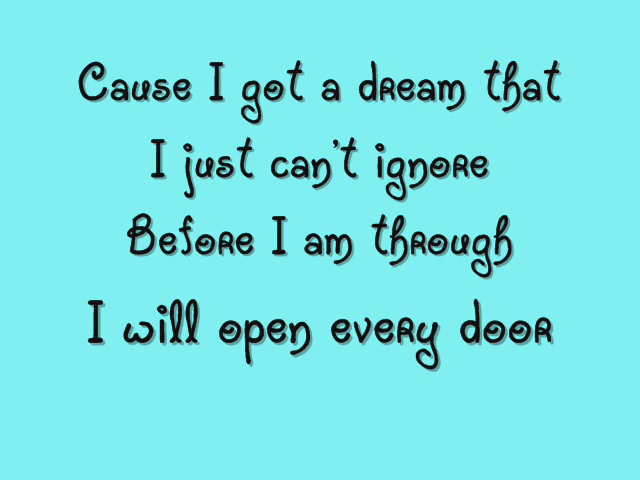 Cause I got a dream that
I just can't ignore
Before I am through
I will open every door